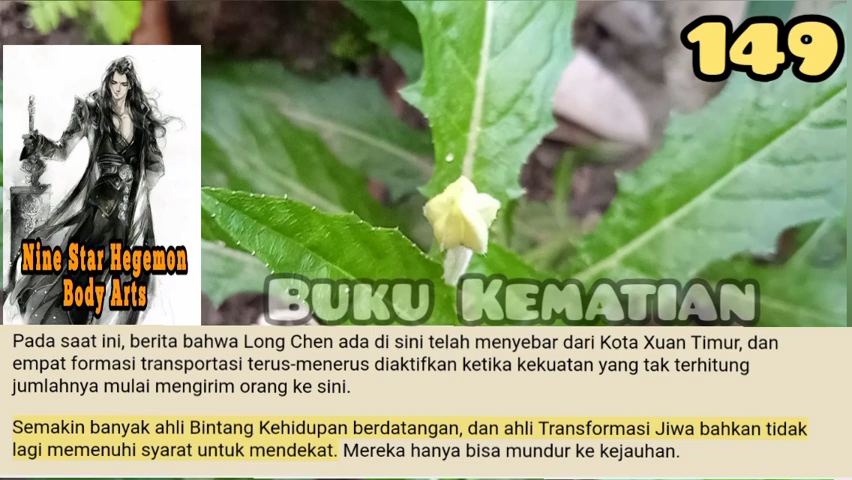 149
Nine Star Hegemon
Body Arts
Buku Kematian
Pada saat ini, berita bahwa Long Chen ada di sini telah menyebar dari Kota Xuan Timur, dan
empat formasi transportasi terus-menerus diaktifkan ketika kekuatan yang tak terhitung
jumlahnya mulai mengirim orang ke sini.
Semakin banyak ahli Bintang Kehidupan berdatangan, dan ahli Transformasi Jiwa bahkan tidak
lagi memenuhi syarat untuk mendekat. Mereka hanya bisa mundur ke kejauhan.